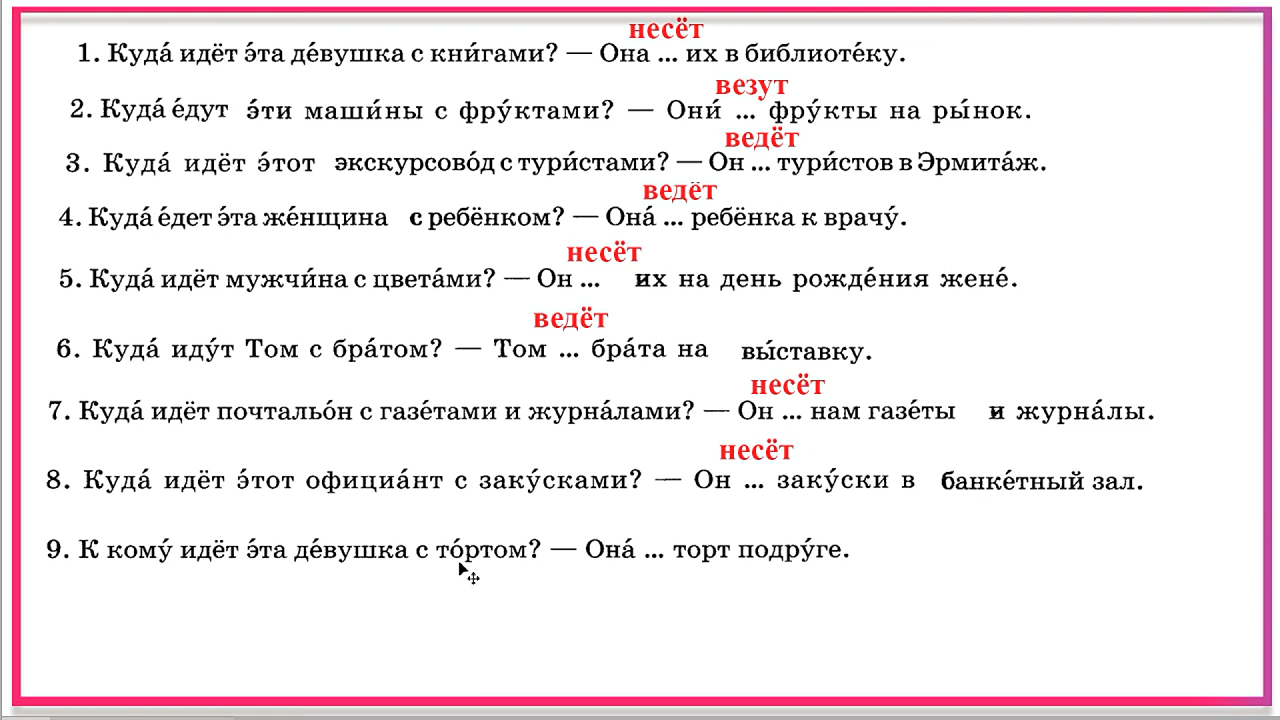 несёт
1. Куда́ идёт э́та де́вушка с кни́гами? — Она ... их в библиоте́ку.
везут
2. Куда́ е́дут э́ти маши́ны с фру́ктами? — Они́ ... фру́кты на ры́нок.
ведёт
3. Куда́ идёт э́тот экскурсово́д с тури́стами? — Он ... тури́стов в Эрмита́ж.
ведёт
4. Куда́ е́дет э́та же́нщина с ребёнком? — Она́ ... ребёнка к врачу́.
несёт
5. Куда́ идёт мужчи́на с цвета́ми? — Он ... их на день рожде́ния жене́.
ведёт
6. Куда́ иду́т Том с бра́том? — Том ... бра́та на вы́ставку.
несёт
7. Куда́ идёт почтальо́н с газе́тами и журна́лами? — Он ... нам газе́ты и журна́лы.
несёт
8. Куда́ идёт э́тот официа́нт с заку́сками? — Он ... заку́ски в банке́тный зал.
9. К кому́ идёт э́та де́вушка с то́ртом? — Она́ ... торт подру́ге.